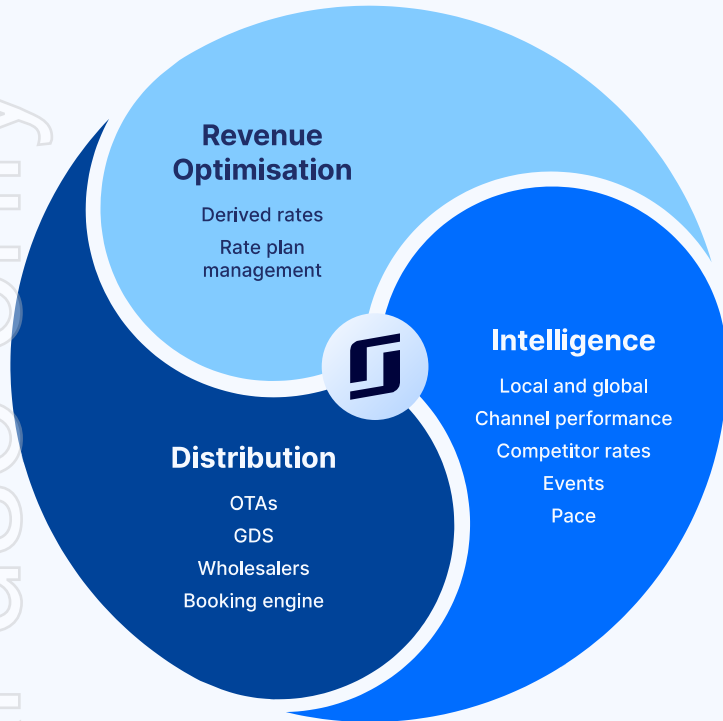 Revenue
Optimisation
Derived rates
Rate plan
management
Intelligence
Local and global
Channel performance
Competitor rates
Events
Pace
Distribution
OTAs
GDS
Wholesalers
Booking engine